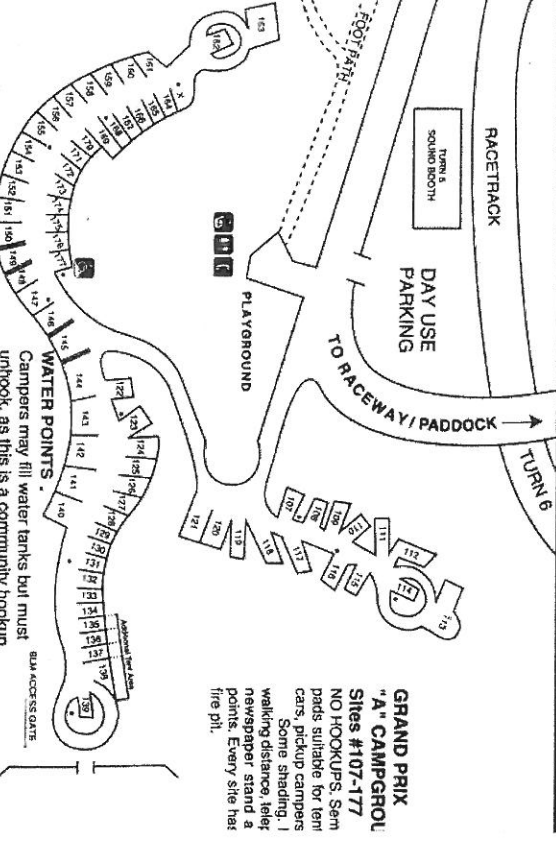 163
162
161
160
159
158
157
156
155
154
153
152
151
150
149
148
147
146
145
144
143
142
141
140
X
164
165
166
167
168
169
170
171
172
173
174
175
176
177
FOOT PATH
TURN 5
SOUND BOOTH
RACETRACK
DAY USE
PARKING
PLAYGROUND
TO RACEWAY / PADDOCK
TURN 6
122
123
124
125
126
127
128
129
130
131
132
133
134
135
136
137
138
139
Additional Tent Area
121
120
119
118
117
116
115
107
108
109
110
111
112
114
113
WATER POINTS .
Campers may fill water tanks but must
unhook, as this is a community hookup
BLM ACCESS GATE
GRAND PRIX
"A" CAMPGROU
Sites #107-177
NO HOOKUPS. Sem
pads suitable for tent
cars, pickup campers
Some shading. I
walking distance, telep
newspaper stand a
points. Every site has
fire pit.